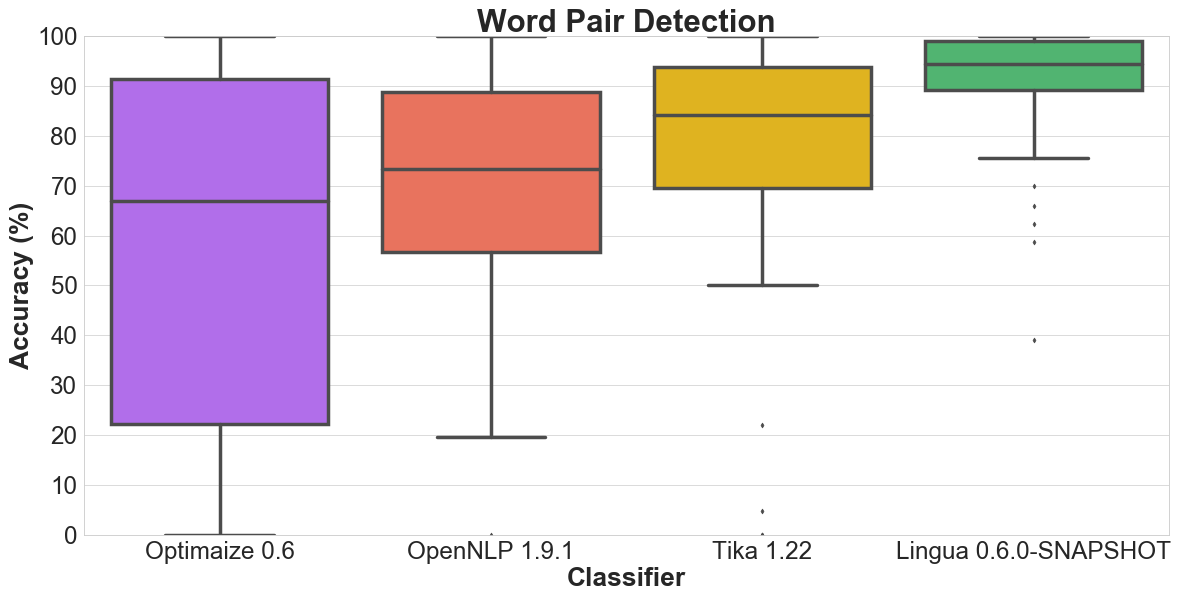 Word Pair Detection
Accuracy (%)
100
90
80
70
60
50
40
30
20
10
0
Optimaize 0.6 OpenNLP 1.9.1 Tika 1.22 Lingua 0.6.0-SNAPSHOT
Classifier